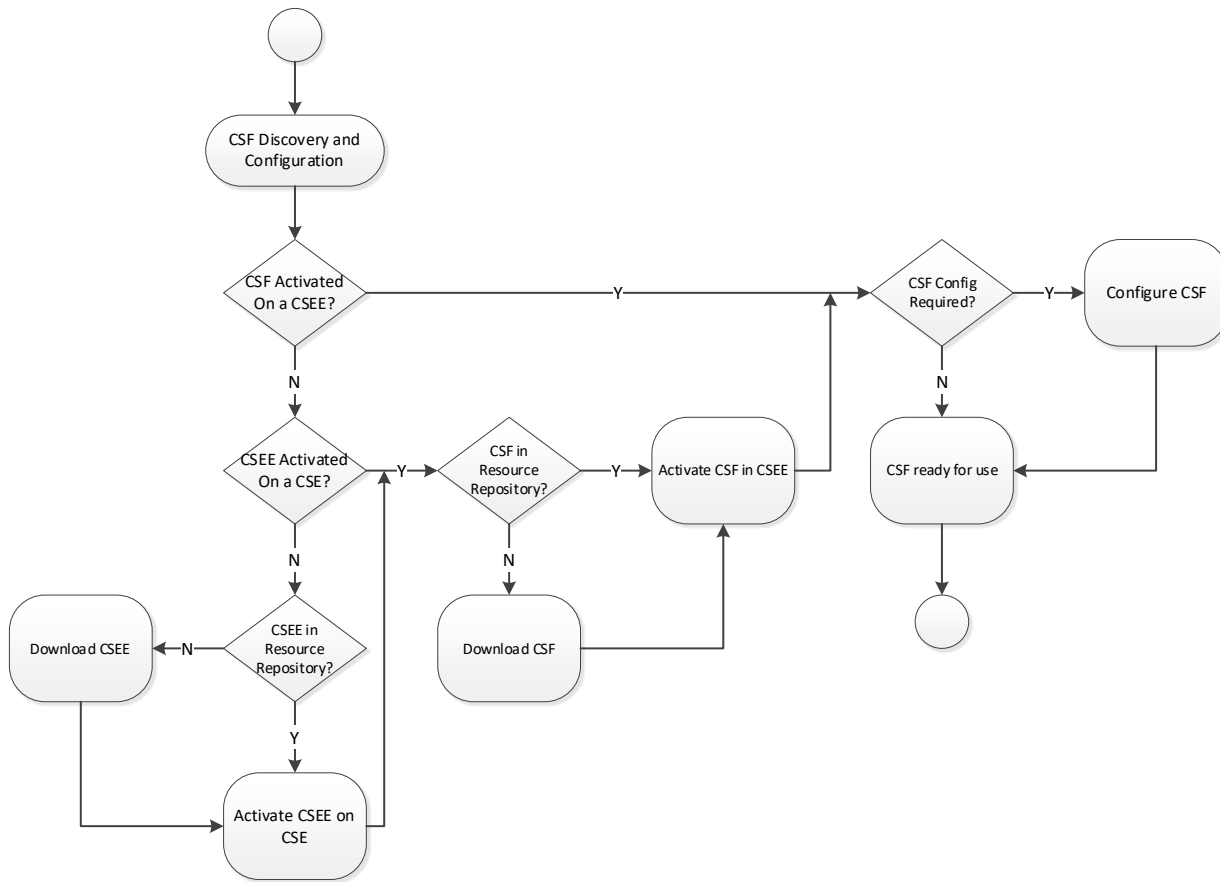 CSF Discovery and
Configuration
CSF Activated
On a CSEE?
Y
CSF Config
Required?
Y
Configure CSF
N
N
CSEE Activated
On a CSE?
Y
CSF in
Resource
Repository?
Y
Activate CSF in CSEE
CSF ready for use
N
N
Download CSEE
N
CSEE in
Resource
Repository?
Download CSF
Y
Activate CSEE on
CSE